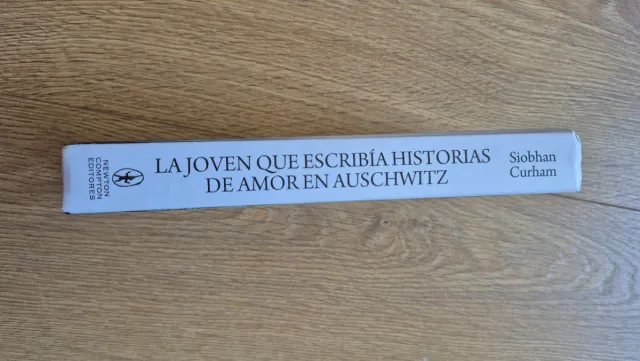 NEWTON
COMPTON
EDITORES
LA JOVEN QUE ESCRIBÍA HISTORIAS
DE AMOR EN AUSCHWITZ
Siobhan
Curham